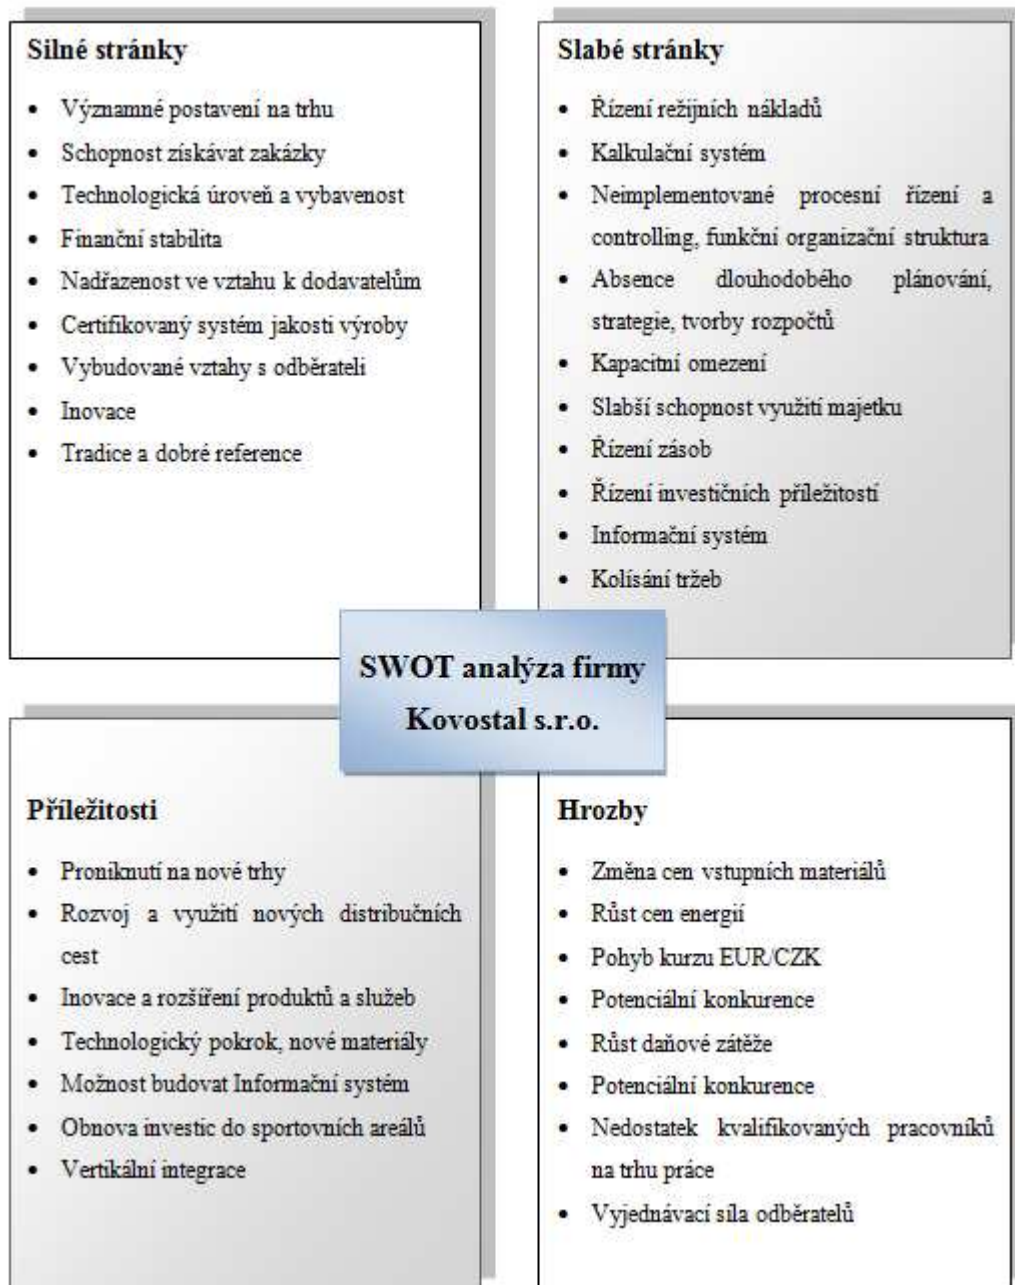 Silné stránky
• Významné postavení na trhu
• Schopnost získávat zakázky
• Technologická úroveň a vybavenost
• Finanční stabilita
• Nadřazenost ve vztahu k dodavatelům
• Certifikovaný systém jakosti výroby
• Vybudované vztahy s odběrateli
• Inovace
• Tradice a dobré reference
Slabé stránky
• Řízení režijních nákladů
• Kalkulační systém
• Neimplementované procesní řízení a
controlling, funkční organizační struktura
• Absence dlouhodobého plánování,
strategie, tvorby rozpočtů
• Kapacitní omezení
• Slabší schopnost využití majetku
• Řízení zásob
• Řízení investičních příležitostí
• Informační systém
• Kolísání tržeb
SWOT analýza firmy
Kovostal s.r.o.
Příležitosti
• Proniknutí na nové trhy
• Rozvoj a využití nových distribučních
cest
• Inovace a rozšíření produktů a služeb
• Technologický pokrok, nové materiály
• Možnost budovat Informační systém
• Obnova investic do sportovních areálů
• Vertikální integrace
Hrozby
• Změna cen vstupních materiálů
• Růst cen energií
• Pohyb kurzu EUR/CZK
• Potenciální konkurence
• Růst daňové zátěže
• Potenciální konkurence
• Nedostatek kvalifikovaných pracovníků
na trhu práce
• Vyjednávací síla odběratelů